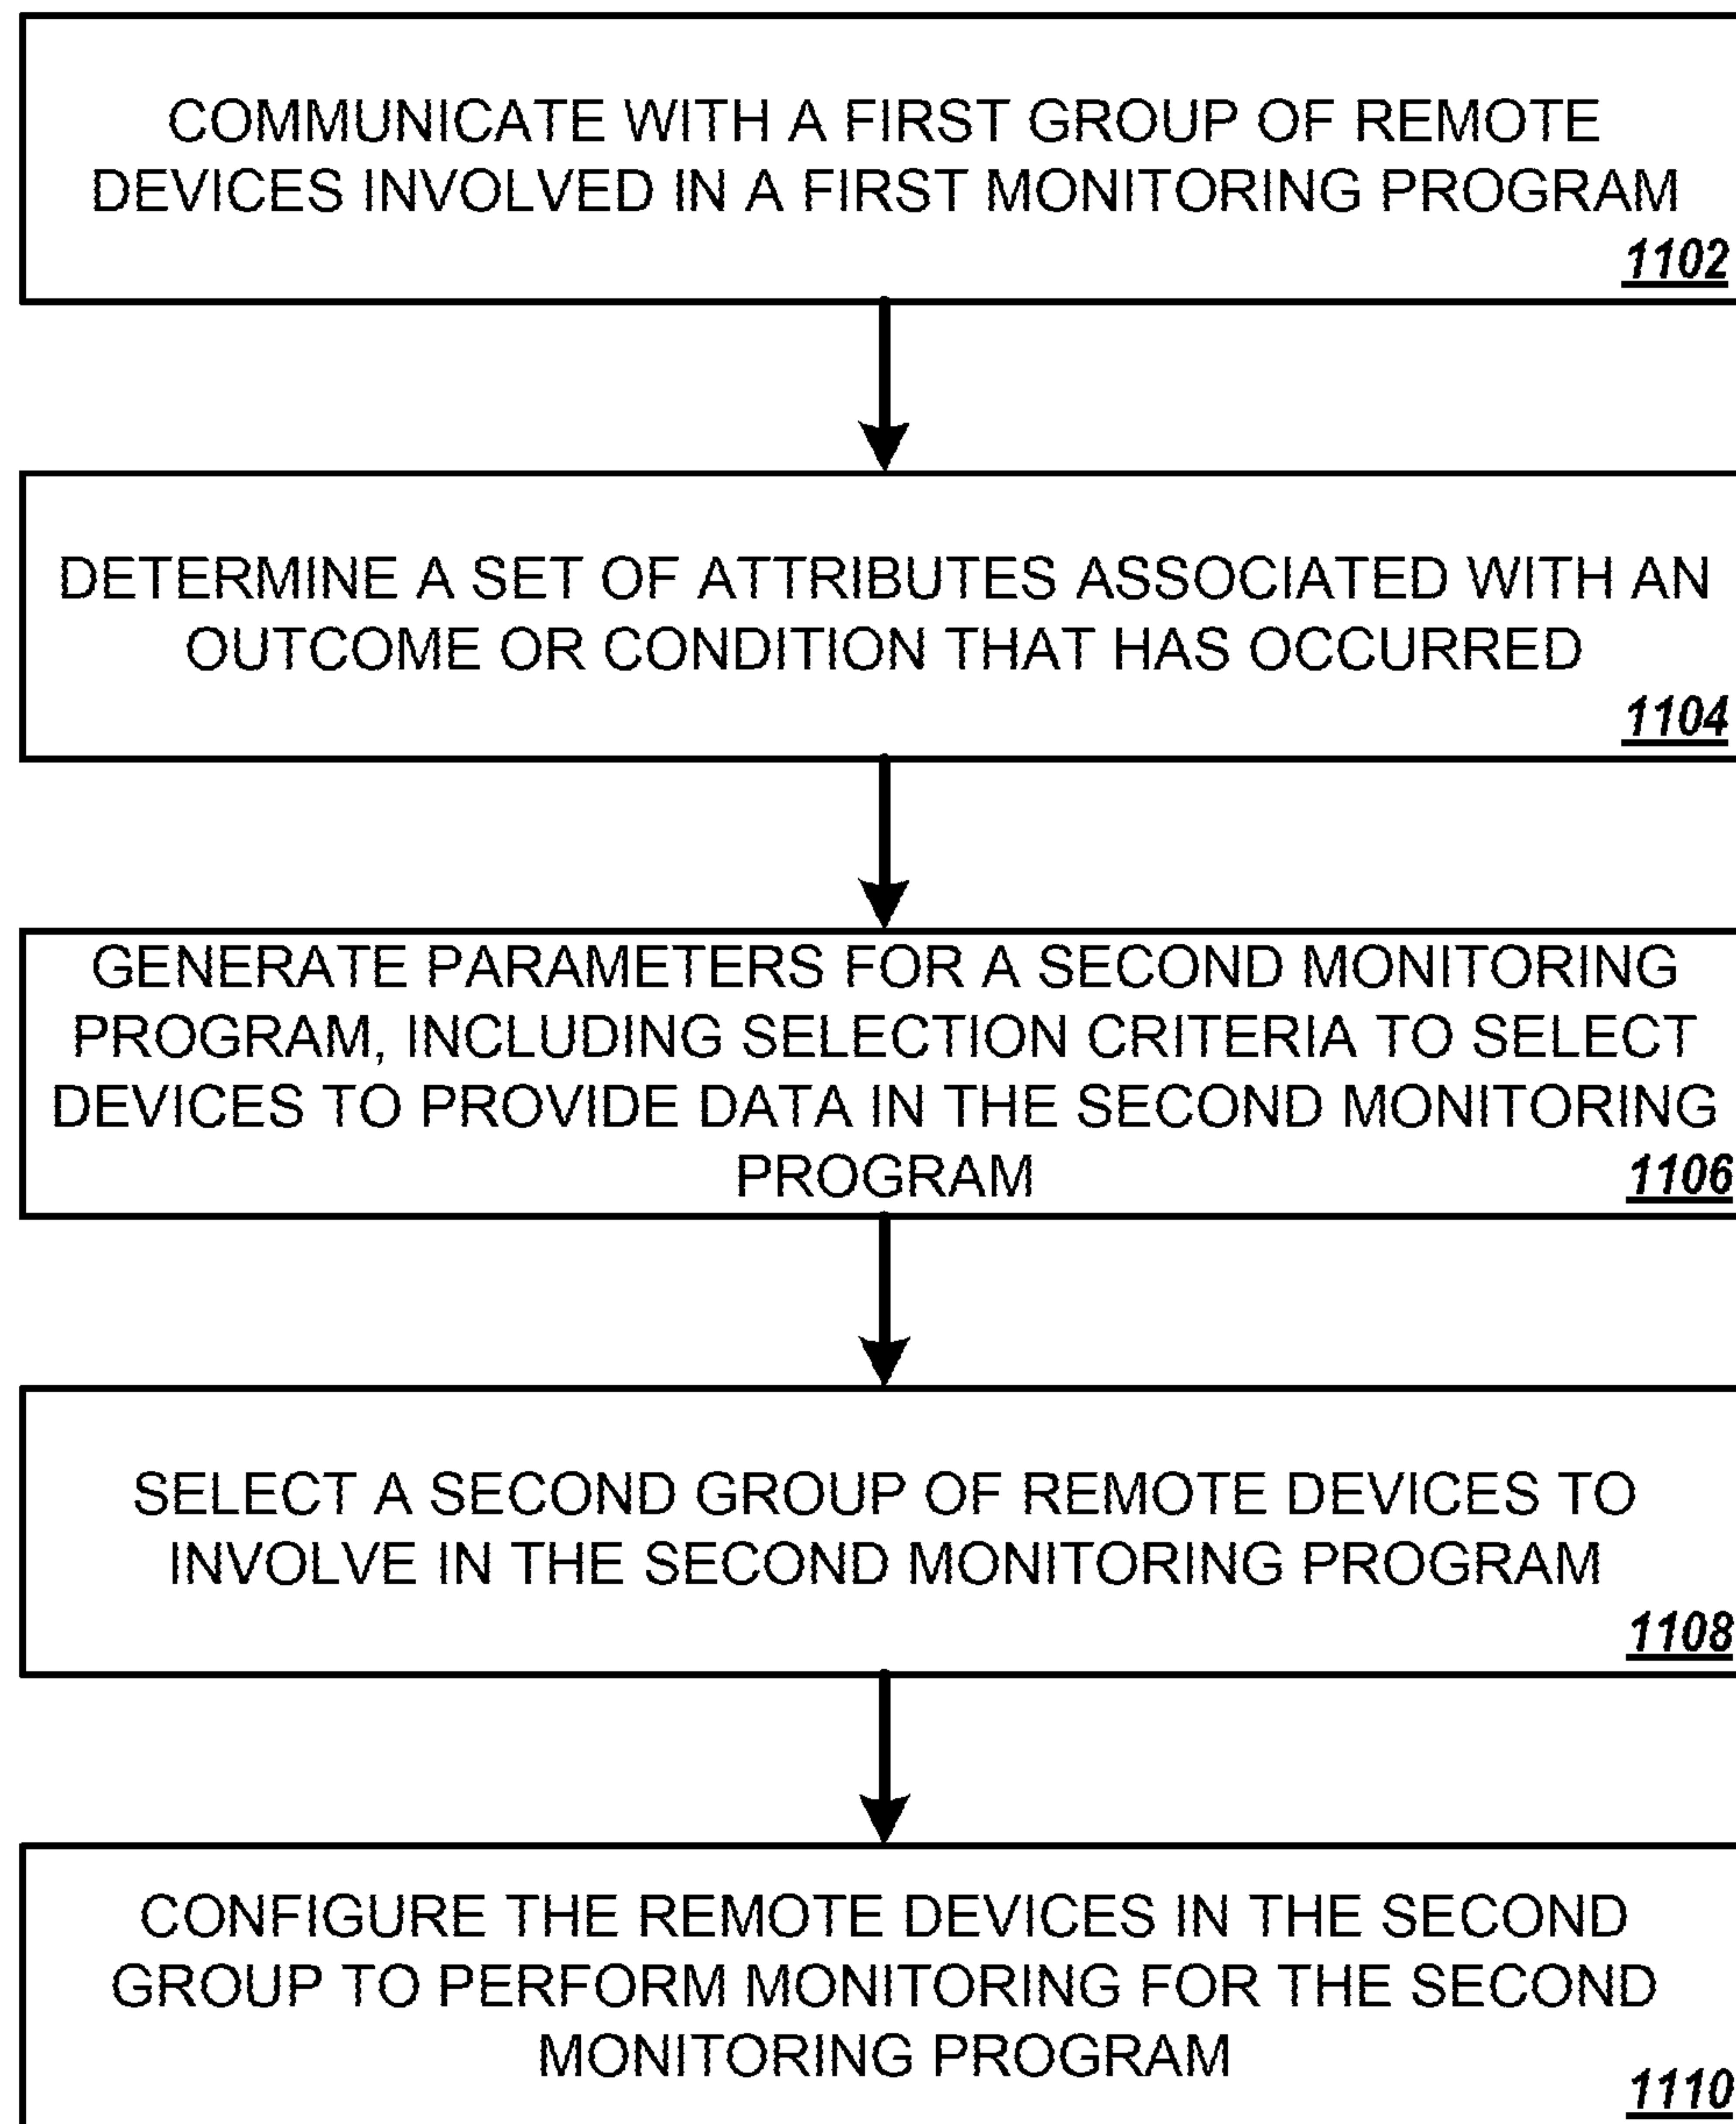 COMMUNICATE WITH A FIRST GROUP OF REMOTE
DEVICES INVOLVED IN A FIRST MONITORING PROGRAM
1102
DETERMINE A SET OF ATTRIBUTES ASSOCIATED WITH AN
OUTCOME OR CONDITION THAT HAS OCCURRED
1104
GENERATE PARAMETERS FOR A SECOND MONITORING
PROGRAM, INCLUDING SELECTION CRITERIA TO SELECT
DEVICES TO PROVIDE DATA IN THE SECOND MONITORING
PROGRAM
1106
SELECT A SECOND GROUP OF REMOTE DEVICES TO
INVOLVE IN THE SECOND MONITORING PROGRAM
1108
CONFIGURE THE REMOTE DEVICES IN THE SECOND
GROUP TO PERFORM MONITORING FOR THE SECOND
MONITORING PROGRAM
1110